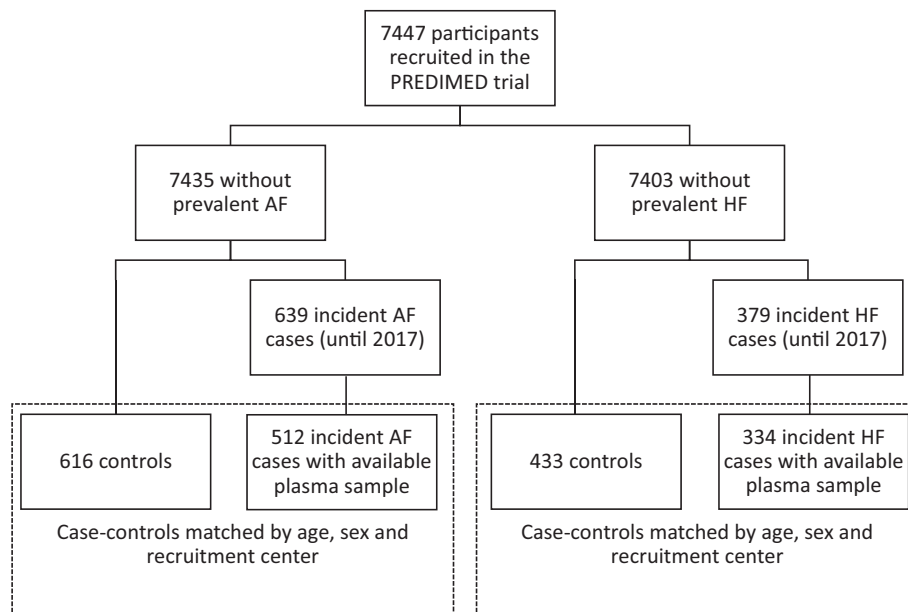 7447 participants
recruited in the
PREDIMED trial
7435 without
prevalent AF
7403 without
prevalent HF
639 incident AF
cases (until 2017)
379 incident HF
cases (until 2017)
616 controls
512 incident AF
cases with available
plasma sample
433 controls
334 incident HF
cases with available
plasma sample
Case-controls matched by age, sex and
recruitment center
Case-controls matched by age, sex and
recruitment center